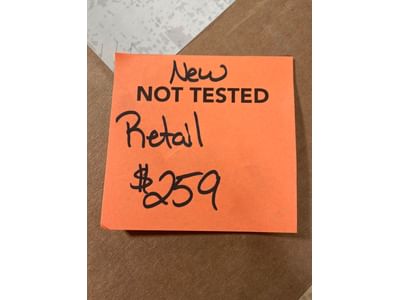 New
NOT TESTED
Retail
$259